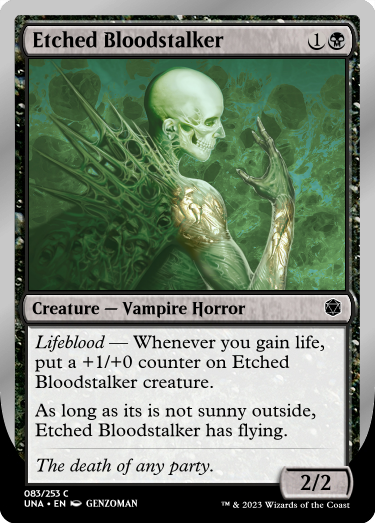 Etched Bloodstalker 1
Creature — Vampire Horror
Lifeblood — Whenever you gain life,
put a +1/+0 counter on Etched
Bloodstalker creature.
As long as its is not sunny outside,
Etched Bloodstalker has flying.
The death of any party.
2/2
083/253 C
UNA • EN GENZOMAN
™ & 2023 Wizards of the Coast